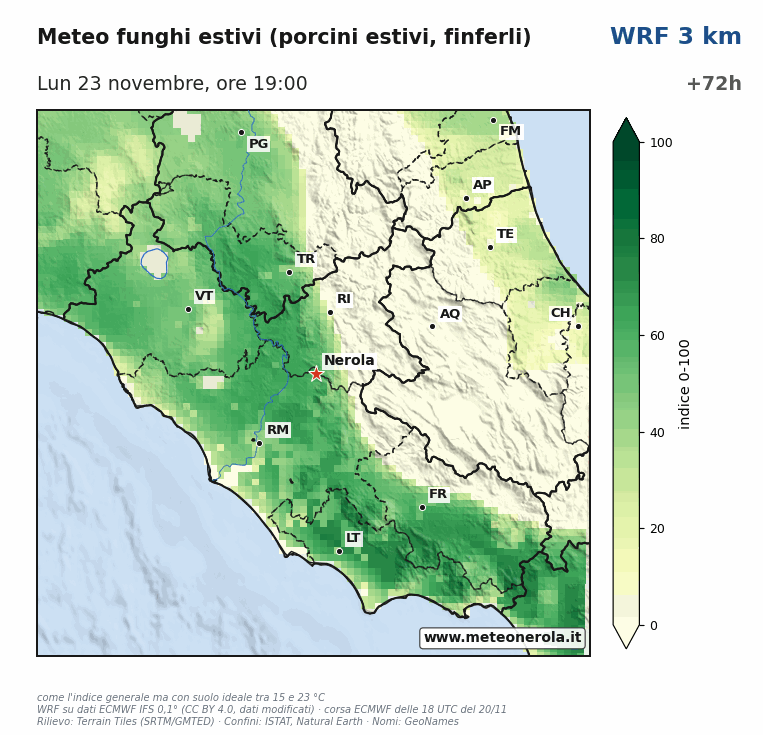 Meteo funghi estivi (porcini estivi, finferli)
WRF 3 km
Lun 23 novembre, ore 19:00
+72h
FM
PG
AP
TE
TR
VT
RI
AQ
CH
Nerola
RM
FR
LT
www.meteonerola.it
100
80
60
40
20
0
indice 0-100
come l'indice generale ma con suolo ideale tra 15 e 23 °C
WRF su dati ECMWF IFS 0,1° (CC BY 4.0, dati modificati) · corsa ECMWF delle 18 UTC del 20/11
Rilievo: Terrain Tiles (SRTM/GMTED) · Confini: ISTAT, Natural Earth · Nomi: GeoNames